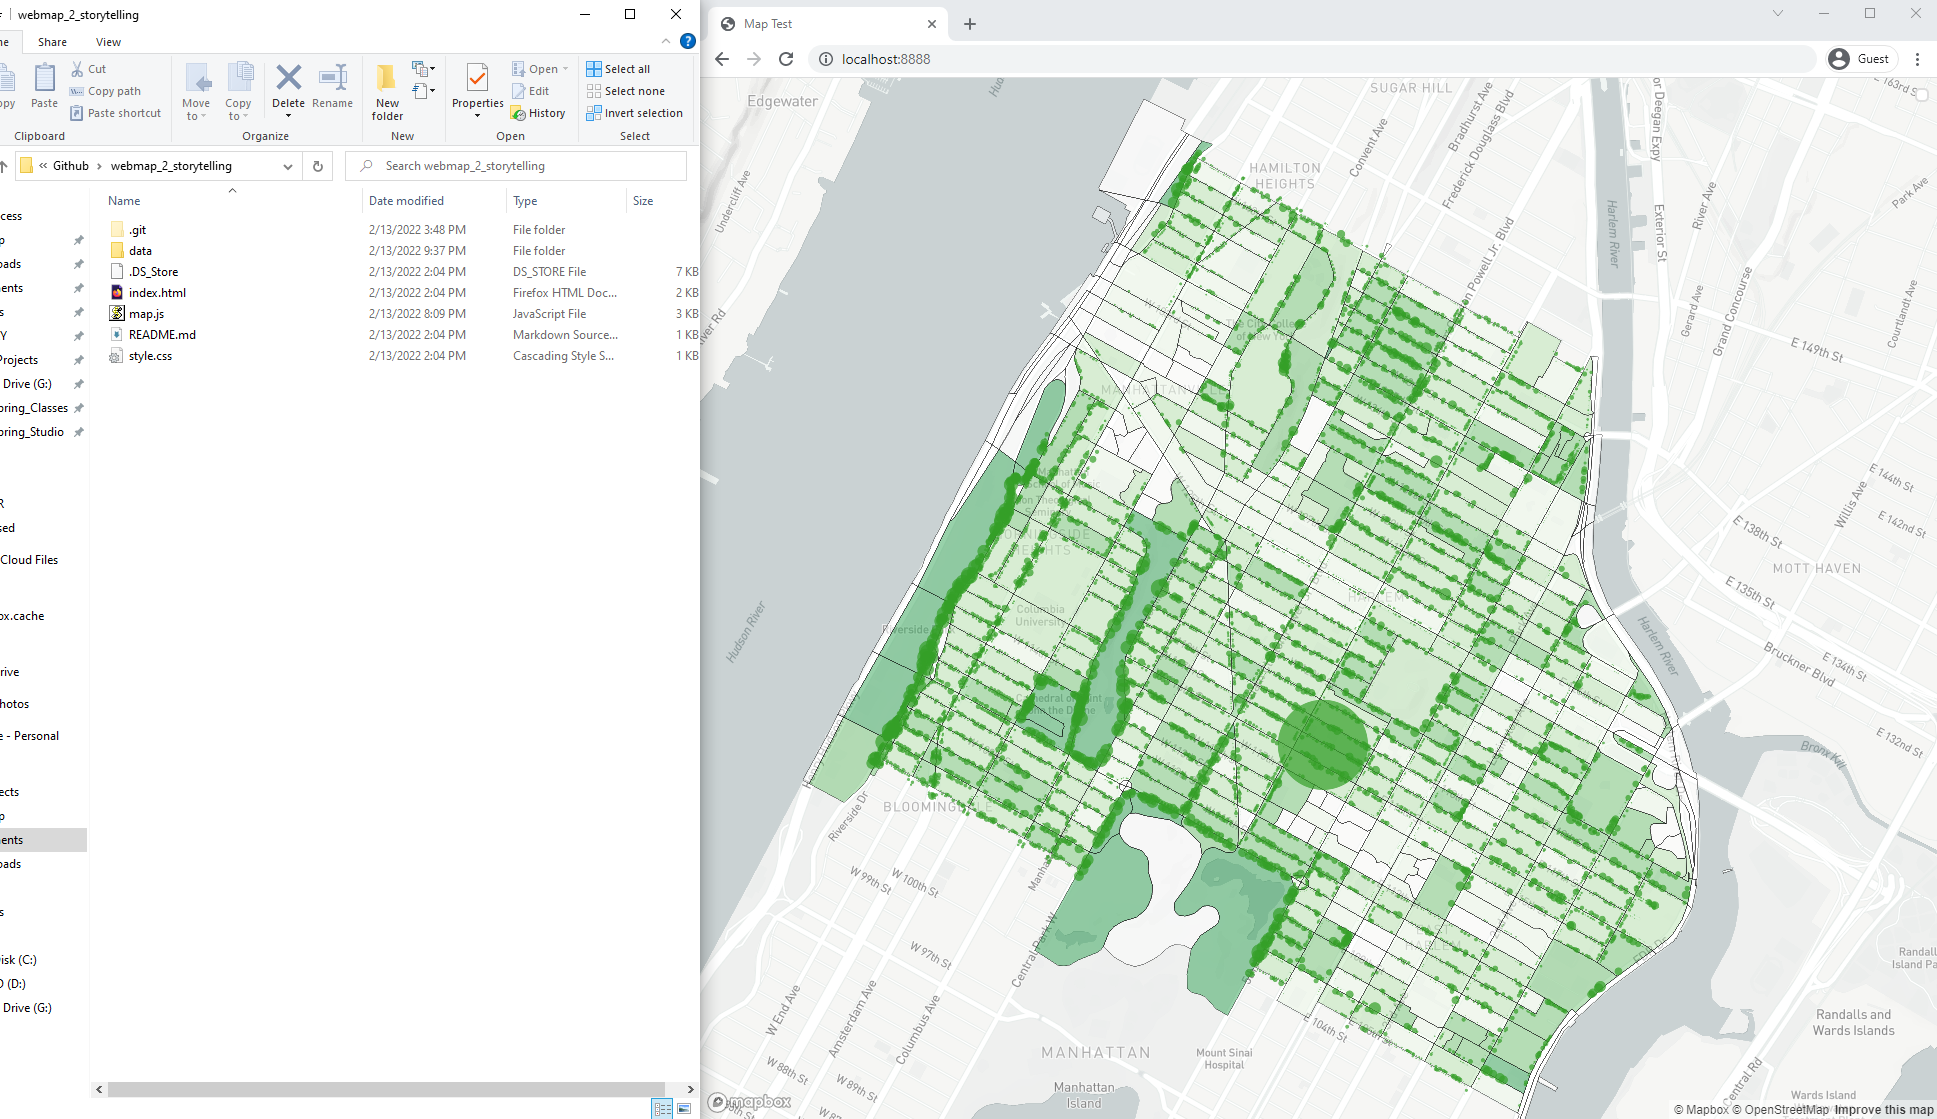 webmap_2_storytelling
Share
View
Cut
Copy path
Paste shortcut
Paste
Clipboard
Move
to
Copy
to
Delete
Rename
Organize
New
folder
New
Properties
Open
Edit
History
Open
Select all
Select none
Invert selection
Select
« Github > webmap_2_storytelling
Search webmap_2_storytelling
Name
Date modified
Type
Size
.git 2/13/2022 3:48 PM File folder
data 2/13/2022 9:37 PM File folder
.DS_Store 2/13/2022 2:04 PM DS_STORE File 7 KB
index.html 2/13/2022 2:04 PM Firefox HTML Doc... 2 KB
map.js 2/13/2022 8:09 PM JavaScript File 3 KB
README.md 2/13/2022 2:04 PM Markdown Source... 1 KB
style.css 2/13/2022 2:04 PM Cascading Style S... 1 KB
cess
p
oads
ents
s
Y
Projects
Drive (G:)
pring_Classes
pring_Studio
R
sed
Cloud Files
ox.cache
rive
hotos
e - Personal
ects
p
ents
oads
s
isk (C:)
D (D:)
Drive (G:)
Map Test
localhost:8888
Guest
Edgewater
SUGAR HILL
E 163rd S
or Deegan Expy
Bradhurst Ave
Convent Ave
Frederick Douglass Blvd
HAMILTON
HEIGHTS
Undercliff Ave
River Ave
Park Ave
Exterior St
Harlem River
on Powell Jr. Blvd
Grand Concourse
Gerard Ave
Courtlandt Ave
River Rd
The City College
of New York
E 149th St
E 144th St
Willis Ave
E 142nd St
E 138th St
MOTT HAVEN
E 135th St
Columbia
University
Riverside
Hudson River
Harlem River
E 134th St
Bruckner Blvd
E 132nd St
Bronx Kill
Riverside Dr
W 99th St
W 100th St
W 97th St
Central Park W
W End Ave
Amsterdam Ave
Columbus Ave
E 104th St
W 88th St
W 89th St
MANHATTAN
Manhattan
Island
Mount Sinai
Hospital
Randall
Island Pa
Randalls and
Wards Islands
Central Rd
Wards Island
mapbox
© Mapbox © OpenStreetMap Improve this map